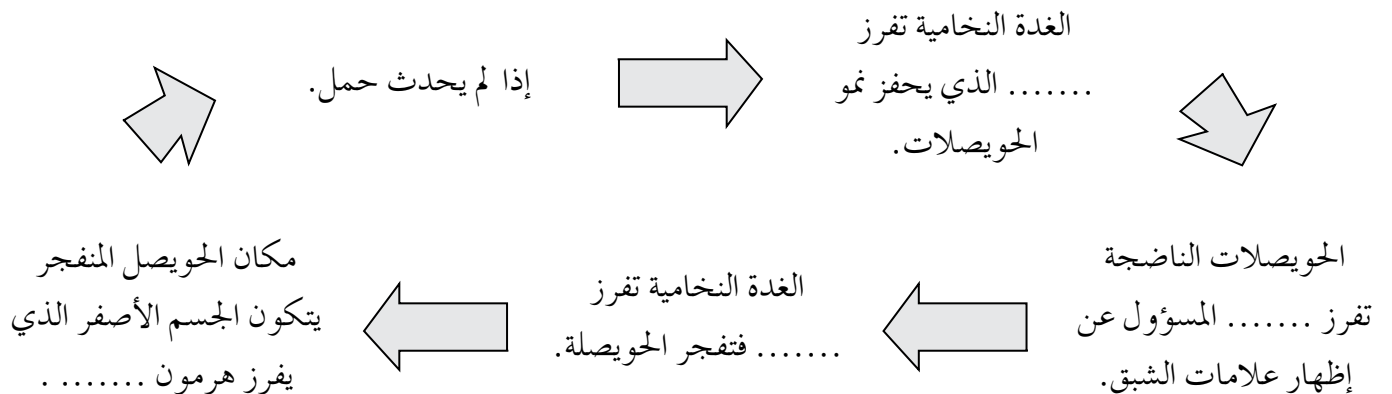 الغدة النخامية تفرز
....... الذي يحفز نمو
الحويصلات.
إذا لم يحدث حمل.
الحويصلات الناضجة
تفرز ....... المسؤول عن
إظهار علامات الشبق.
الغدة النخامية تفرز
....... فتفجر الحويصلة.
مكان الحويصل المنفجر
يتكون الجسم الأصفر الذي
يفرز هرمون ....... .